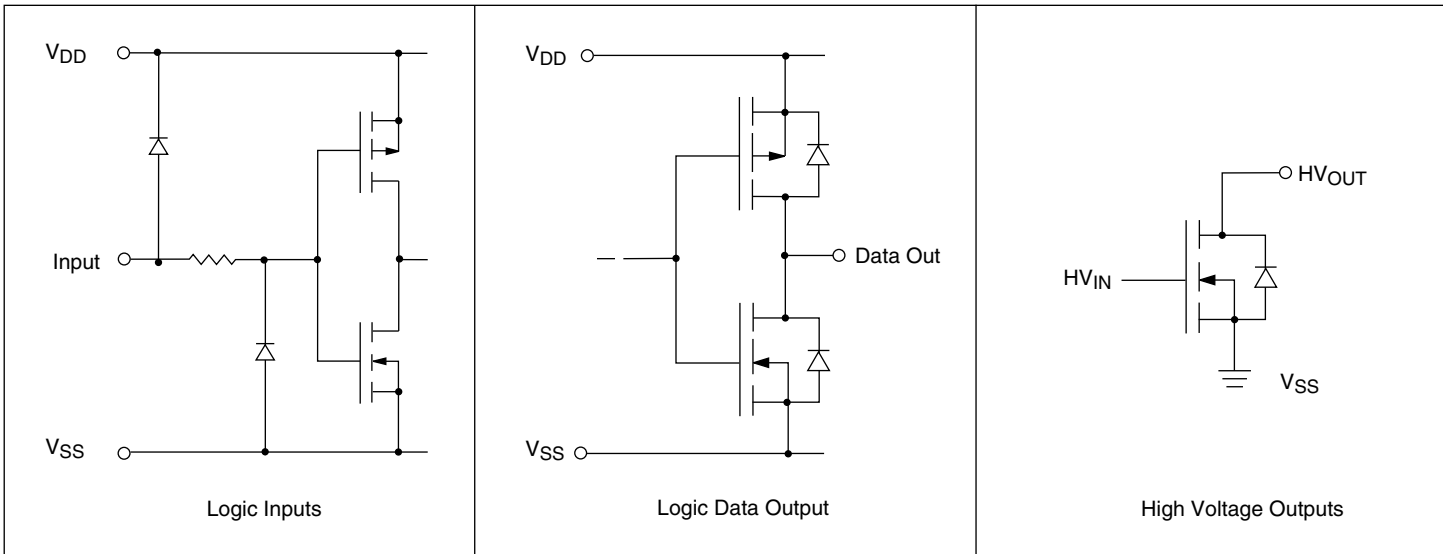 VDD
Input
VSS
Logic Inputs
VDD
Data Out
VSS
Logic Data Output
HVOUT
HVIN
VSS
High Voltage Outputs